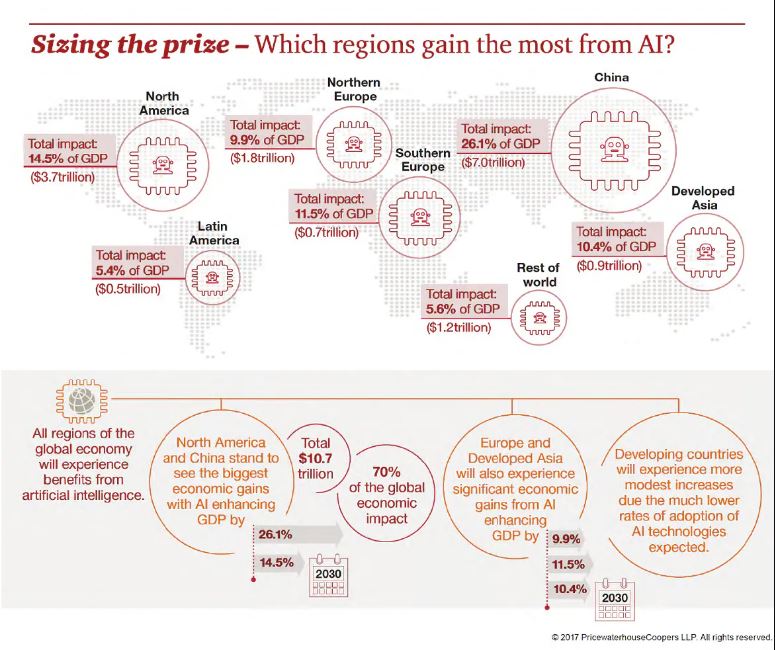 Sizing the prize – Which regions gain the most from AI?
North
America
Total impact:
14.5% of GDP
($3.7trillion)
Northern
Europe
Total impact:
9.9% of GDP
($1.8trillion)
China
Total impact:
26.1% of GDP
($7.0trillion)
Southern
Europe
Total impact:
11.5% of GDP
($0.7trillion)
Developed
Asia
Total impact:
10.4% of GDP
($0.9trillion)
Latin
America
Total impact:
5.4% of GDP
($0.5trillion)
Rest of
world
Total impact:
5.6% of GDP
($1.2trillion)
All regions of the
global economy
will experience
benefits from
artificial intelligence.
North America
and China stand to
see the biggest
economic gains
with AI enhancing
GDP by
26.1%
14.5%
2030
Total
$10.7
trillion
70%
of the global
economic
impact
Europe and
Developed Asia
will also experience
significant economic
gains from AI
enhancing
GDP by
9.9%
11.5%
10.4%
2030
Developing countries
will experience more
modest increases
due the much lower
rates of adoption of
AI technologies
expected.
© 2017 PricewaterhouseCoopers LLP. All rights reserved.